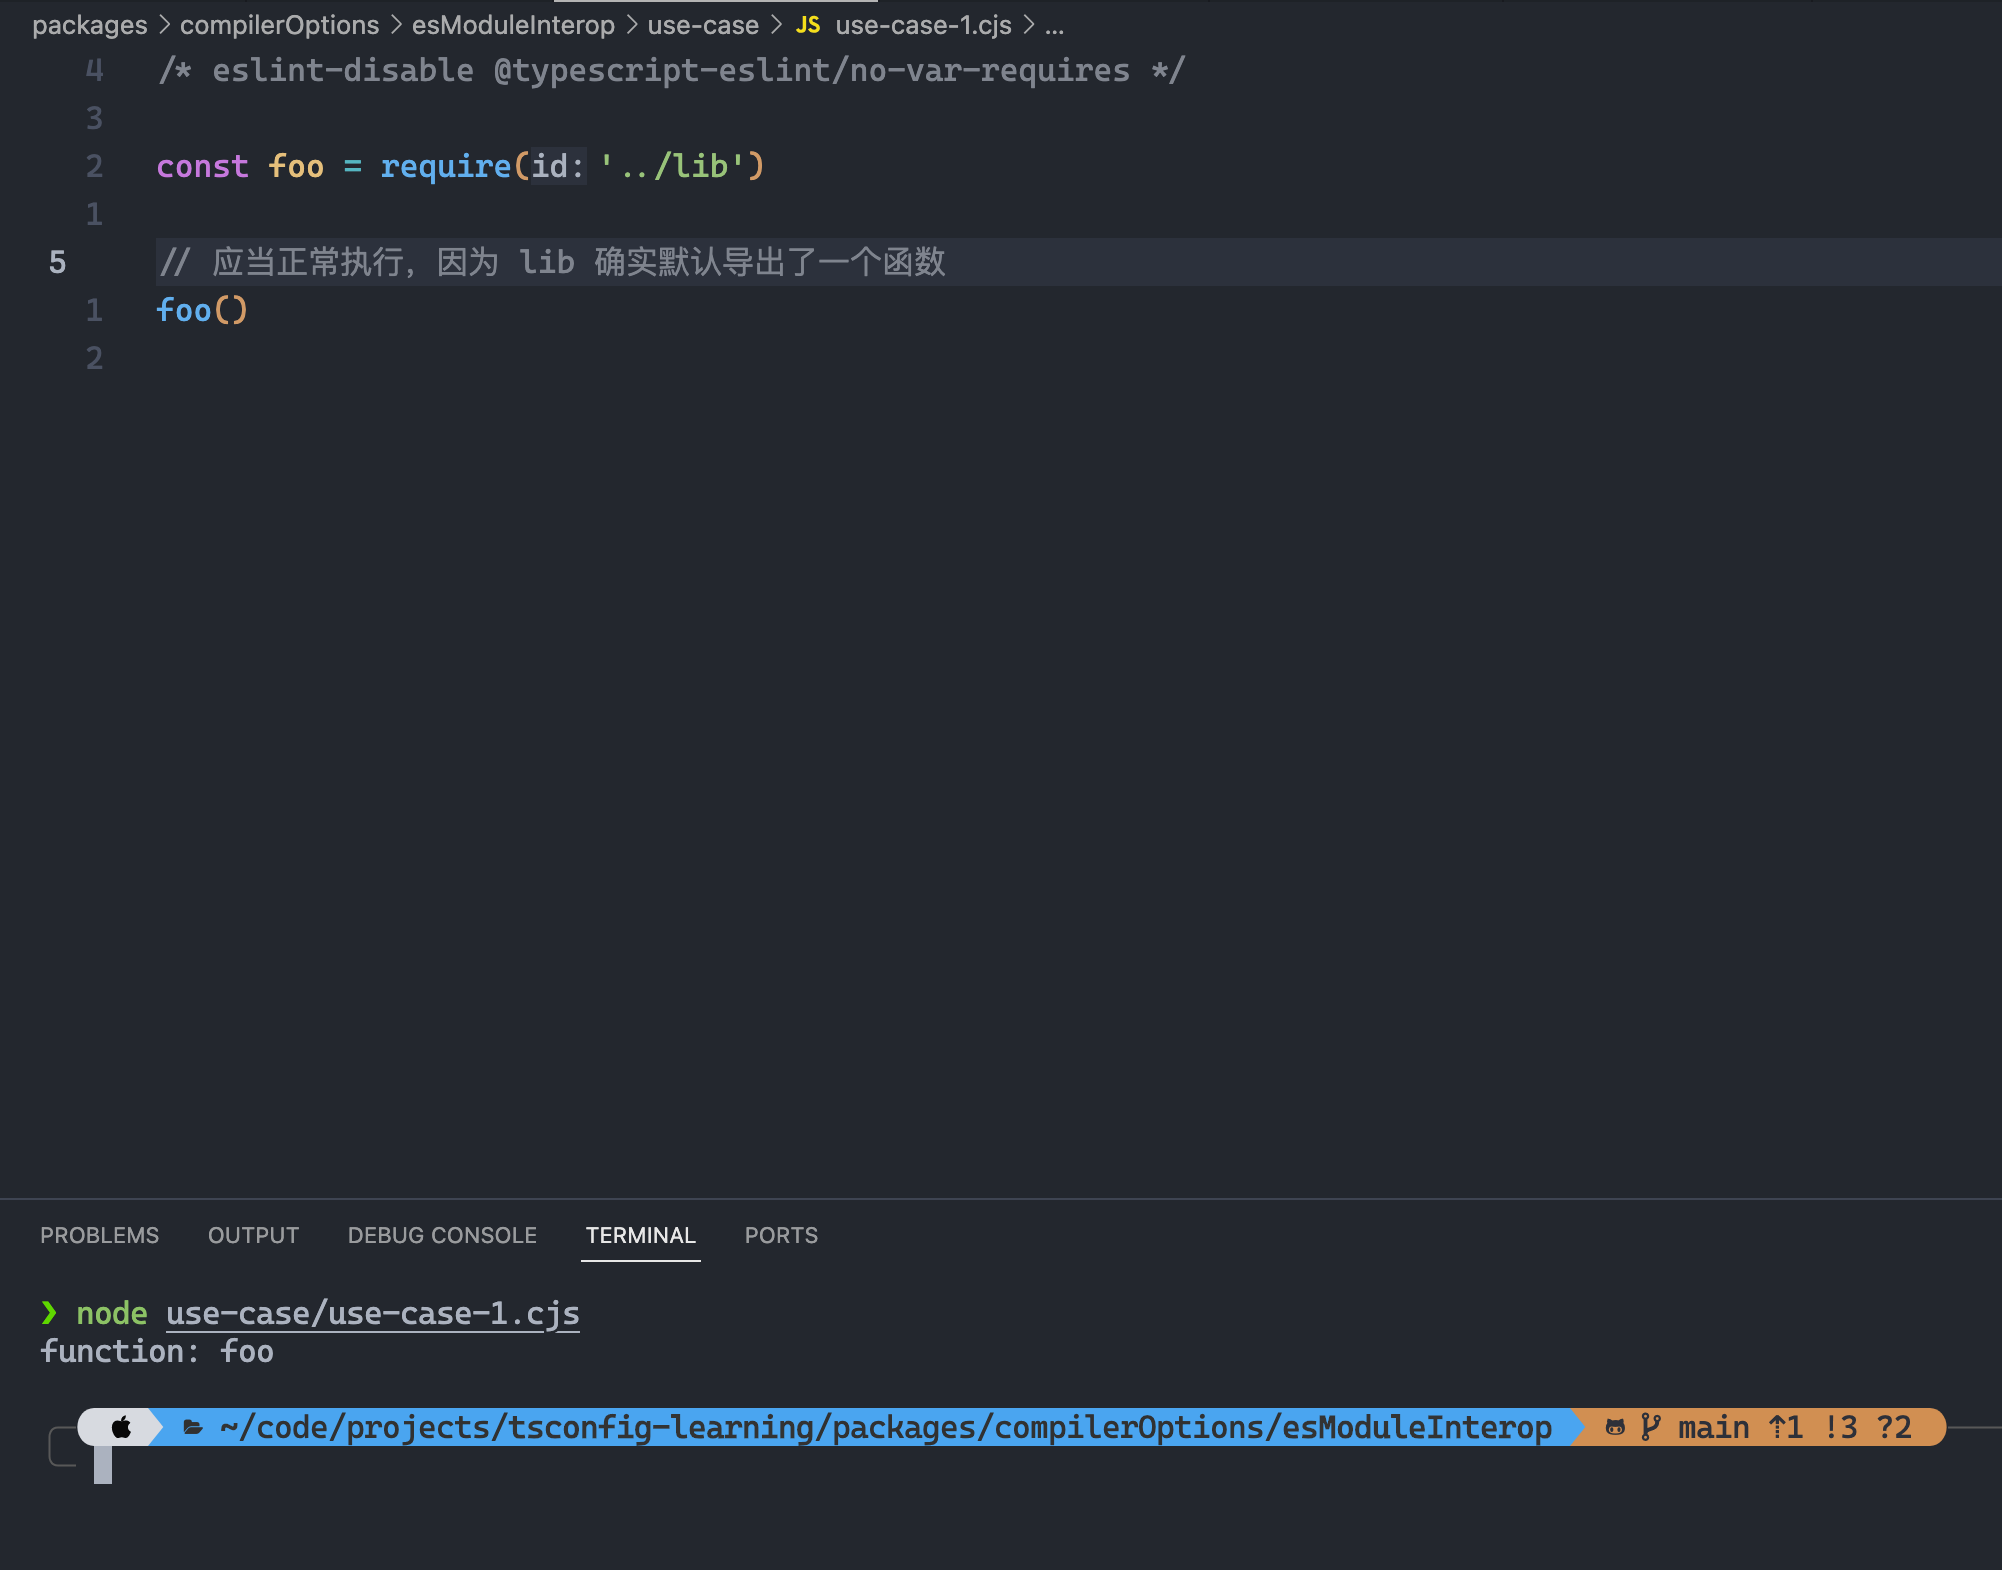 packages > compilerOptions > esModuleInterop > use-case > JS use-case-1.cjs > ...
4 /* eslint-disable @typescript-eslint/no-var-requires */
3
2 const foo = require(id: '../lib')
1
5 // 应当正常执行，因为 lib 确实默认导出了一个函数
1 foo()
2
PROBLEMS OUTPUT DEBUG CONSOLE TERMINAL PORTS
❯ node use-case/use-case-1.cjs
function: foo
~/code/projects/tsconfig-learning/packages/compilerOptions/esModuleInterop main ⇡1 !3 ?2